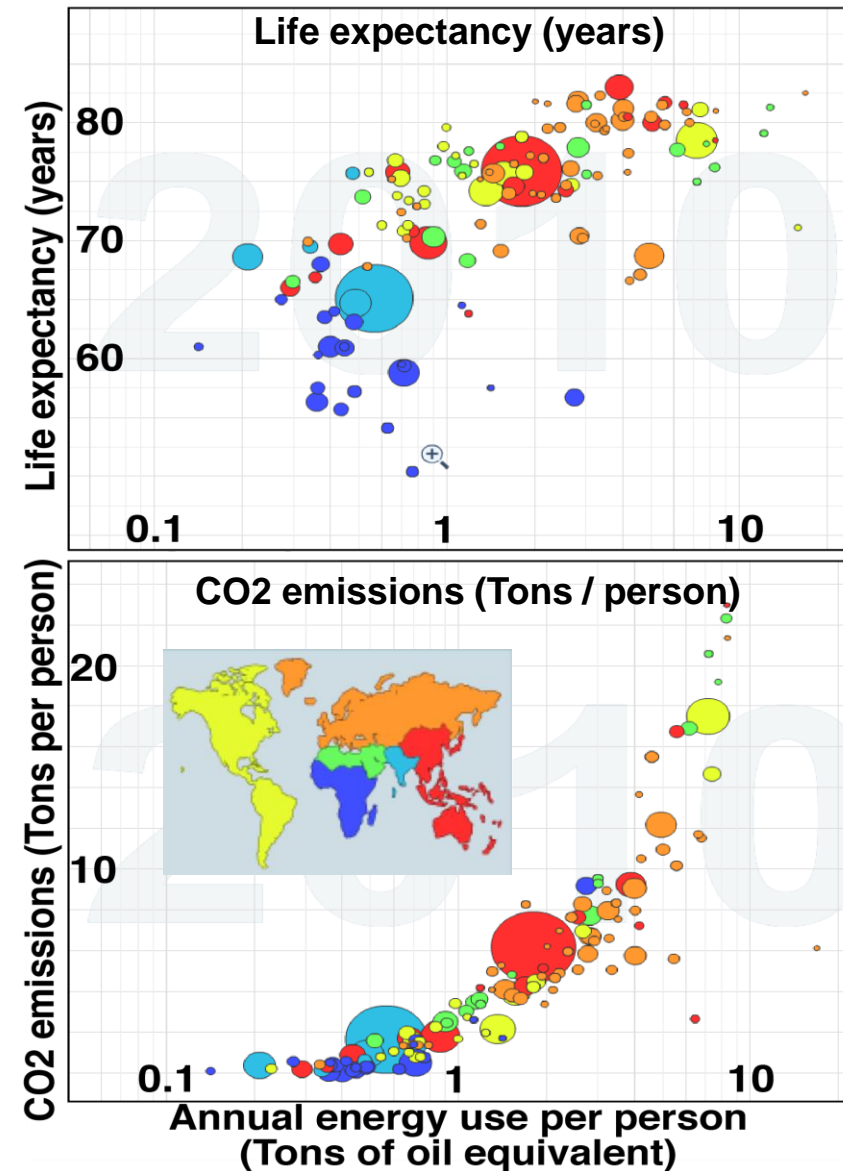 Life expectancy (years)
Life expectancy (years)
80
70
60
2010
0.1 1 10
CO2 emissions (Tons / person)
CO2 emissions (Tons per person)
20
10
2010
0.1 1 10
Annual energy use per person
(Tons of oil equivalent)